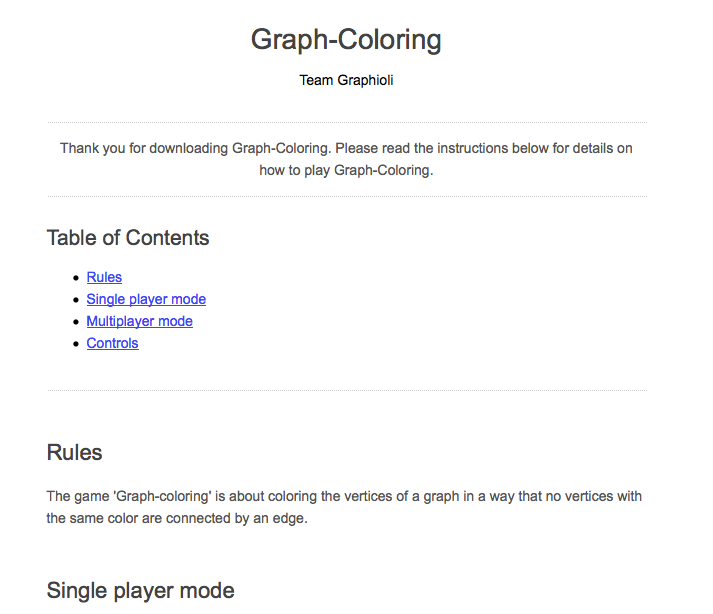 Graph-Coloring
Team Graphioli
Thank you for downloading Graph-Coloring. Please read the instructions below for details on
how to play Graph-Coloring.
Table of Contents
Rules
Single player mode
Multiplayer mode
Controls
Rules
The game 'Graph-coloring' is about coloring the vertices of a graph in a way that no vertices with
the same color are connected by an edge.
Single player mode